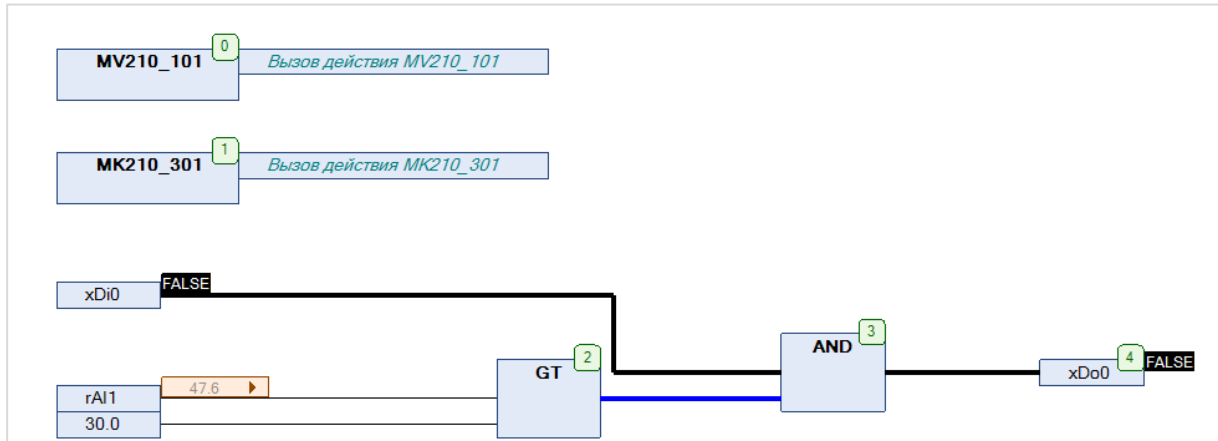 0
MV210_101 Вызов действия MV210_101
1
MK210_301 Вызов действия MK210_301
xDi0 FALSE
3
AND
2
GT
4
xDo0 FALSE
47.6
rAI1
30.0